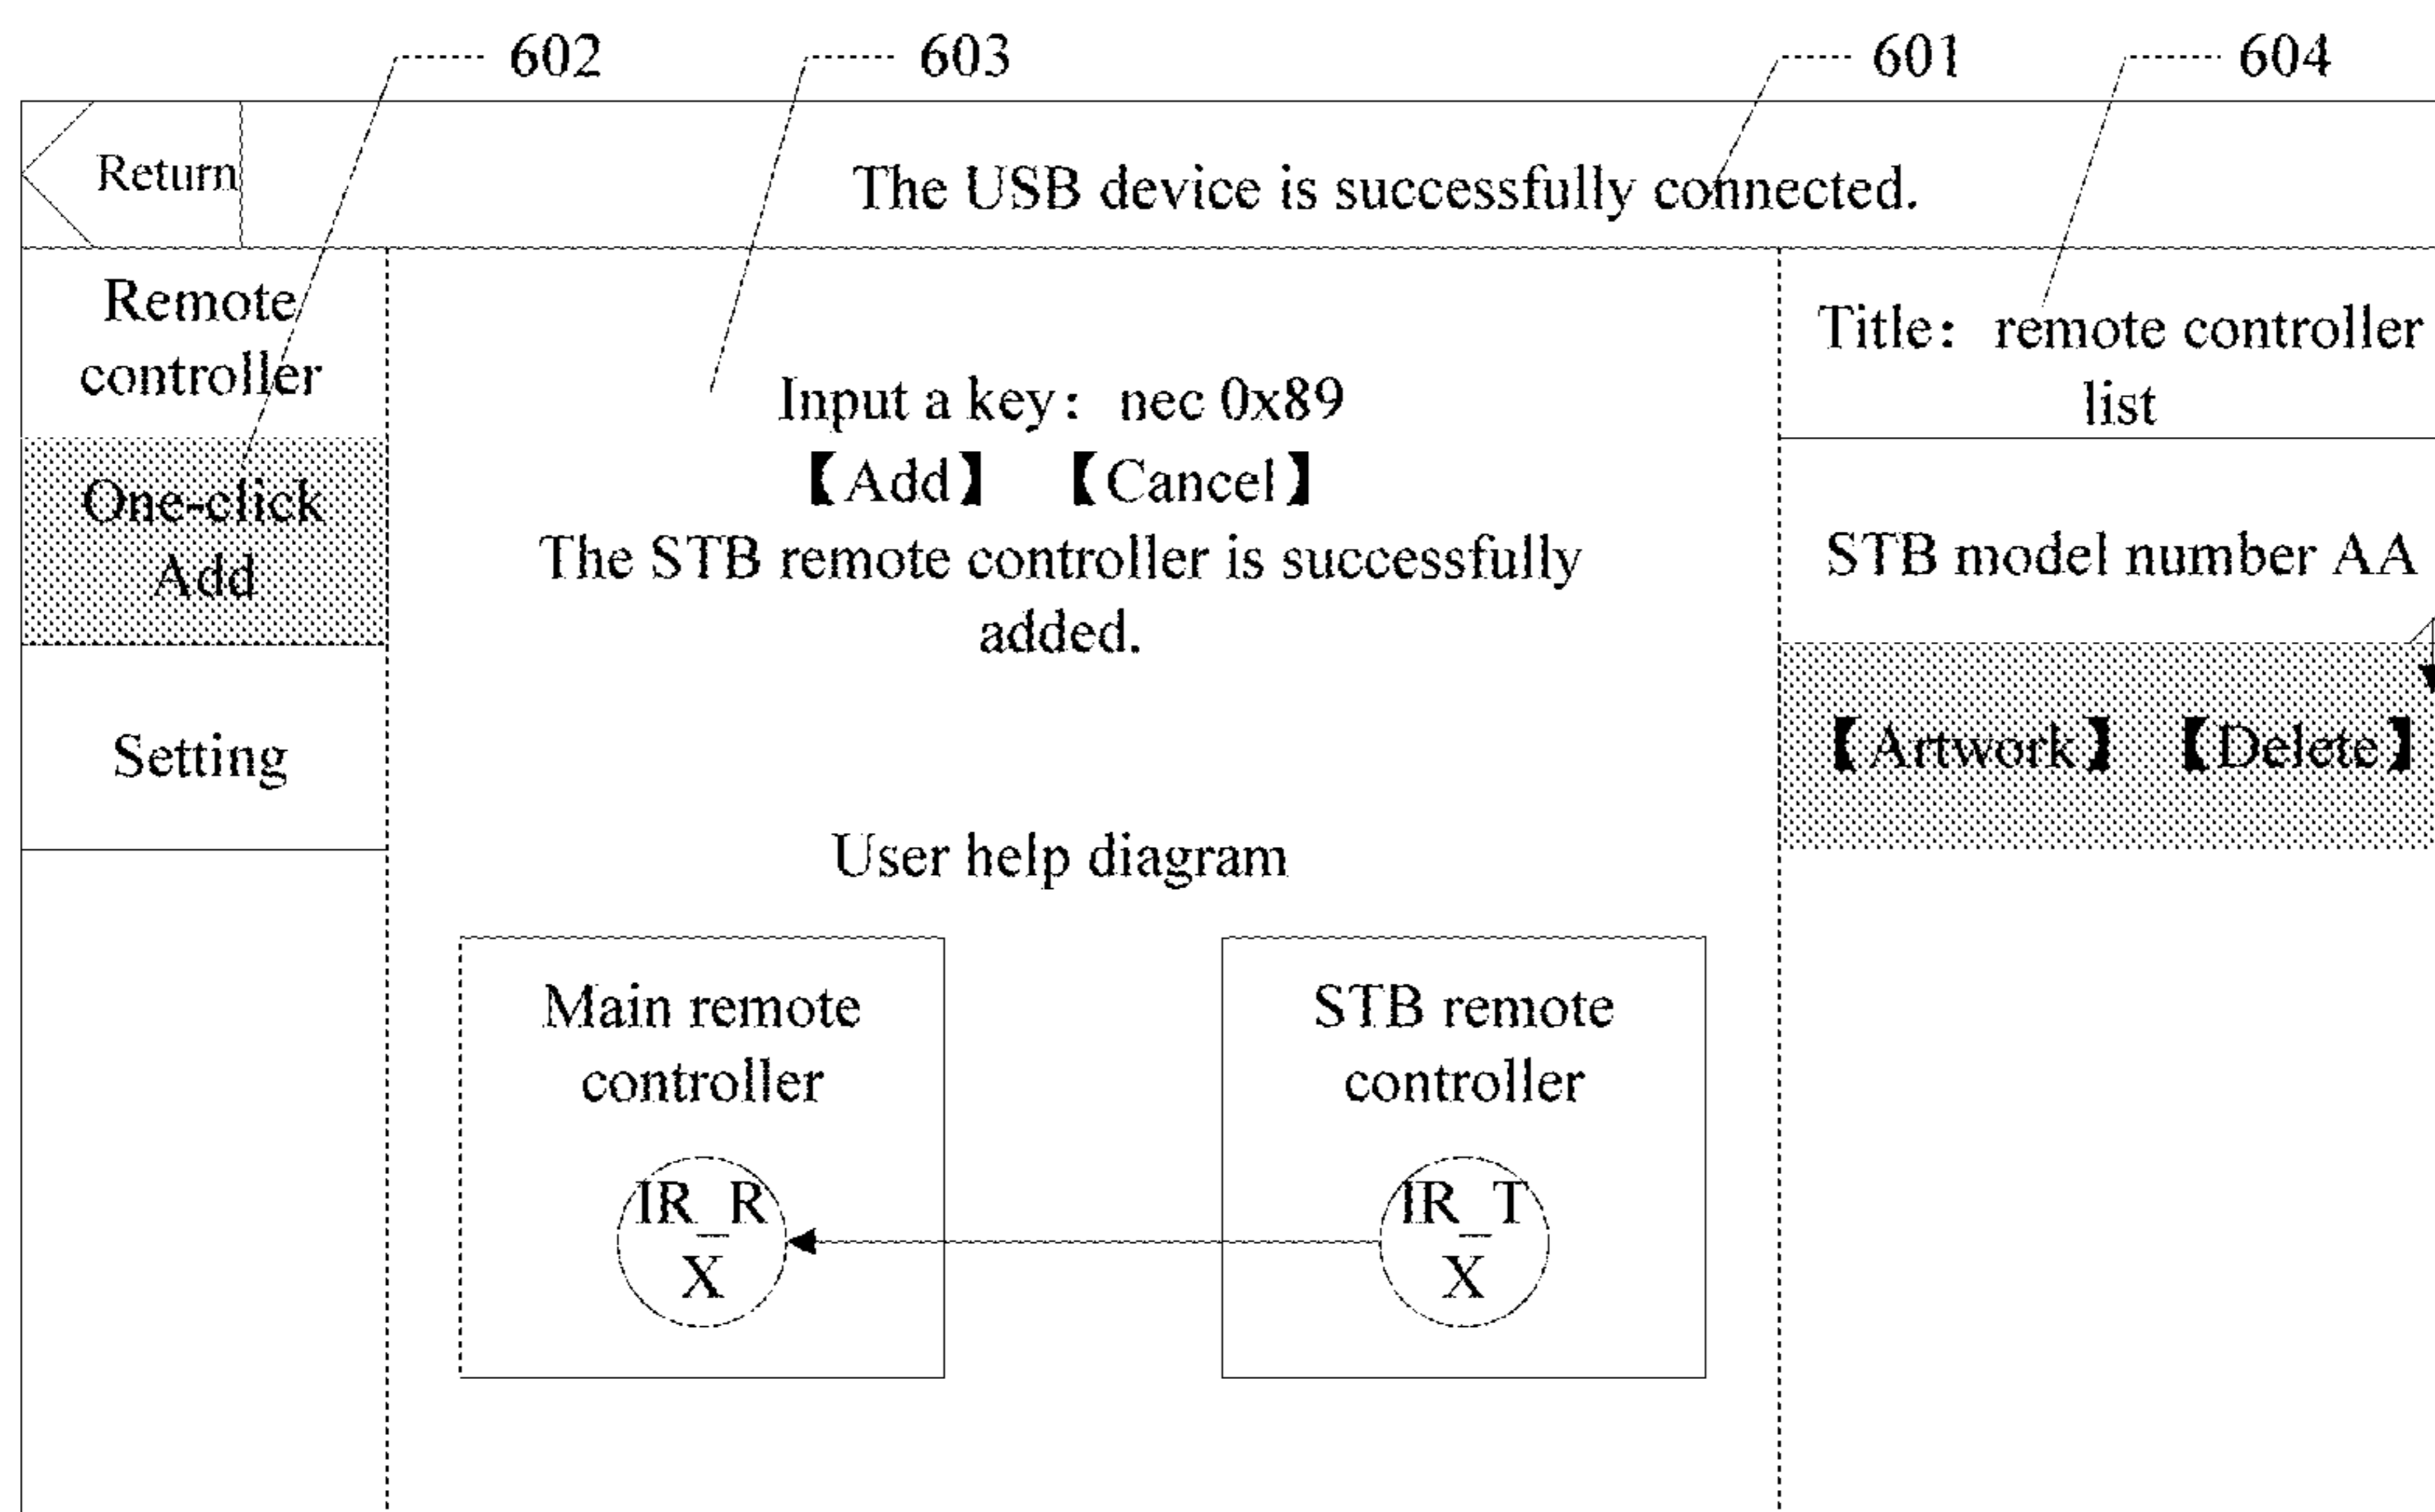 602
603
601
604
Return
The USB device is successfully connected.
Remote
controller
One-click
Add
Setting
Input a key：nec 0x89
【Add】 【Cancel】
The STB remote controller is successfully
added.
User help diagram
Main remote
controller
IR_R
X
STB remote
controller
IR_T
X
Title：remote controller
list
STB model number AA
【Artwork】 【Delete】